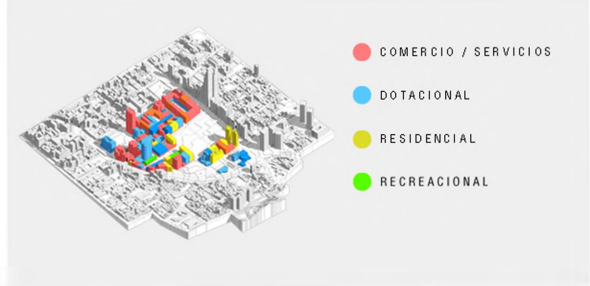 COMERCIO / SERVICIOS
DOTACIONAL
RESIDENCIAL
RECREACIONAL